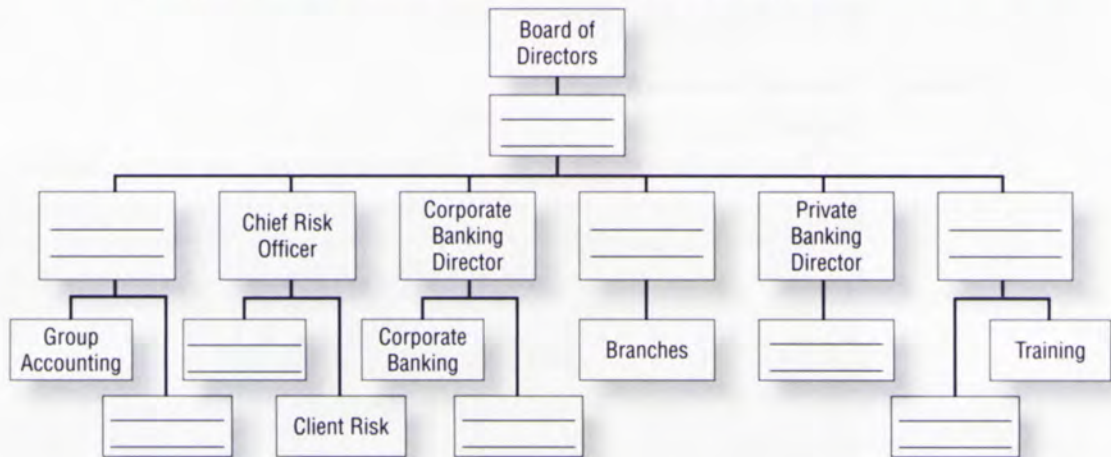 Board of
Directors
Chief Risk
Officer
Corporate
Banking
Director
Private
Banking
Director
Group
Accounting
Corporate
Banking
Branches
Training
Client Risk